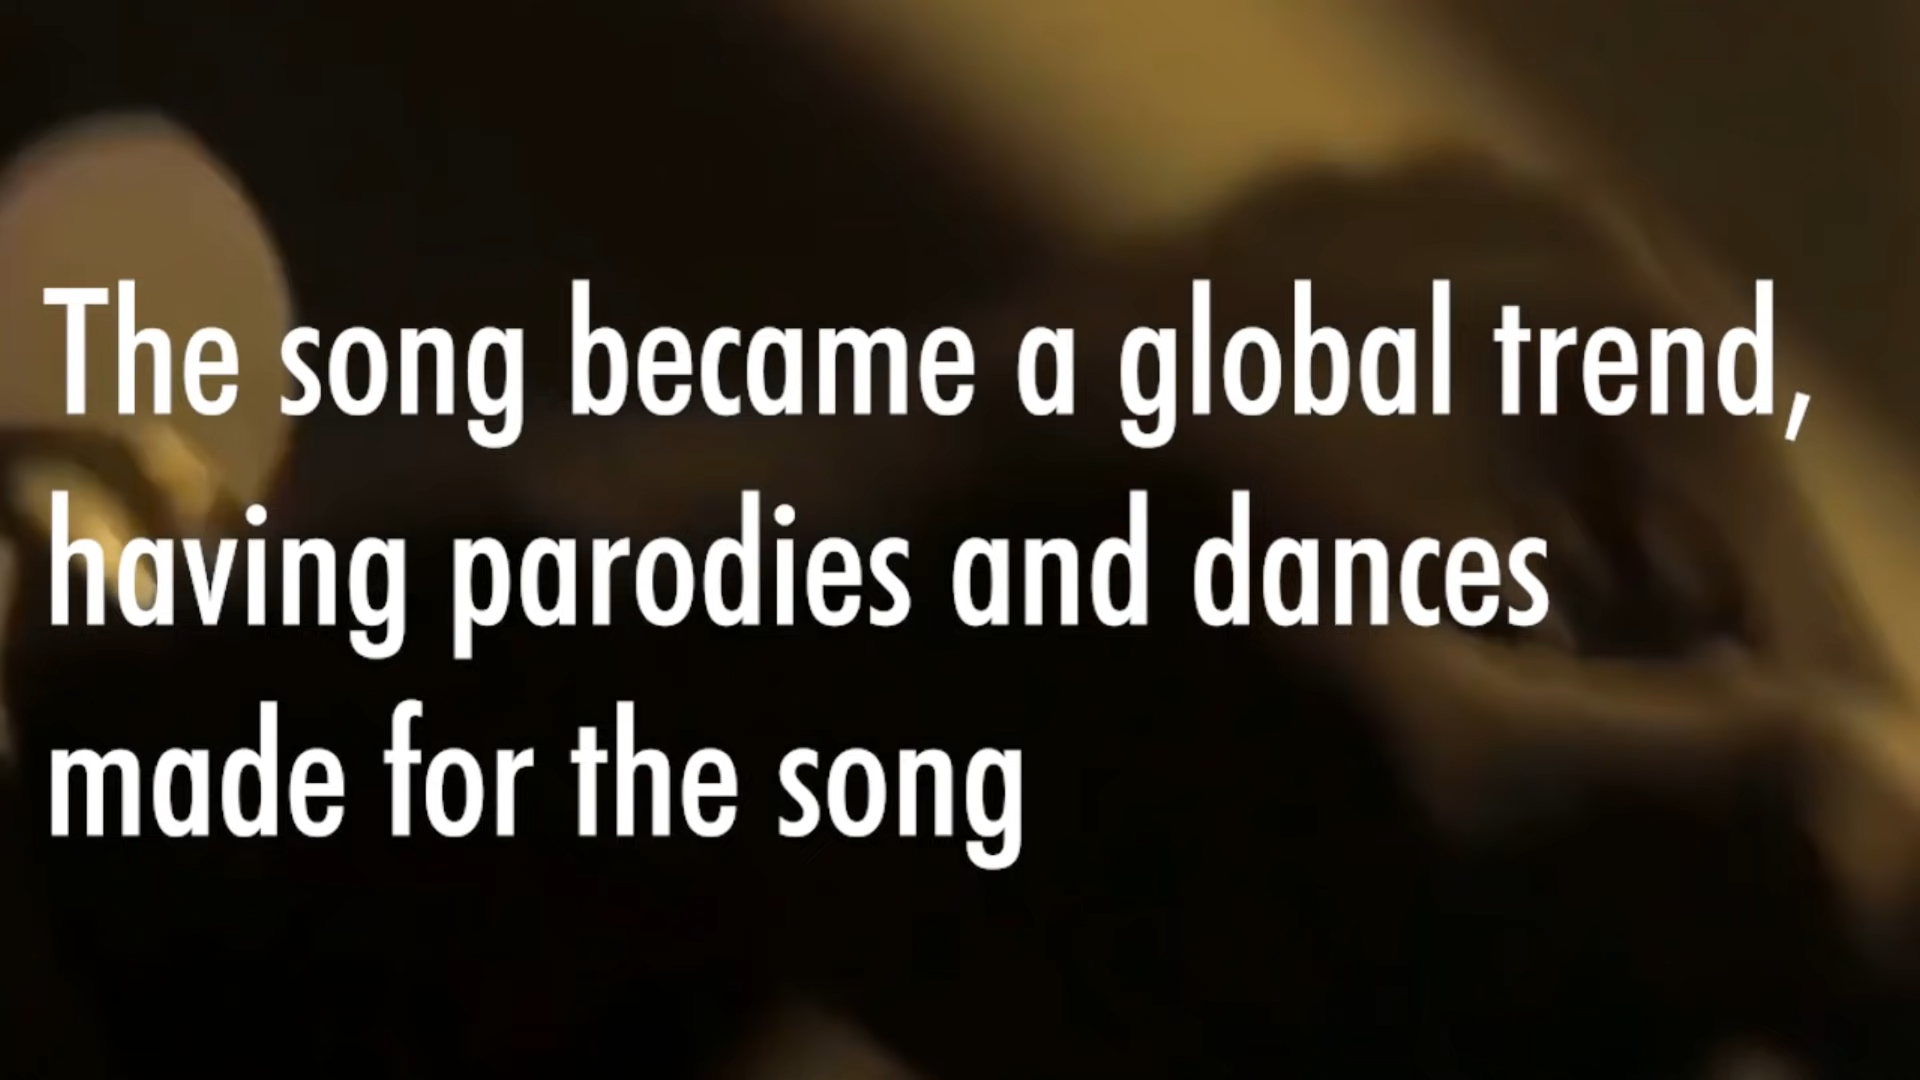 The song became a global trend,
having parodies and dances
made for the song